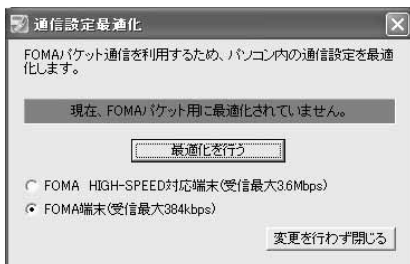 通信設定最適化
FOMAパケット通信を利用するため、パソコン内の通信設定を最適
化します。
現在、FOMAパケット用に最適化されていません。
最適化を行う
FOMA HIGH-SPEED対応端末(受信最大3.6Mbps)
FOMA端末(受信最大384kbps)
変更を行わず閉じる